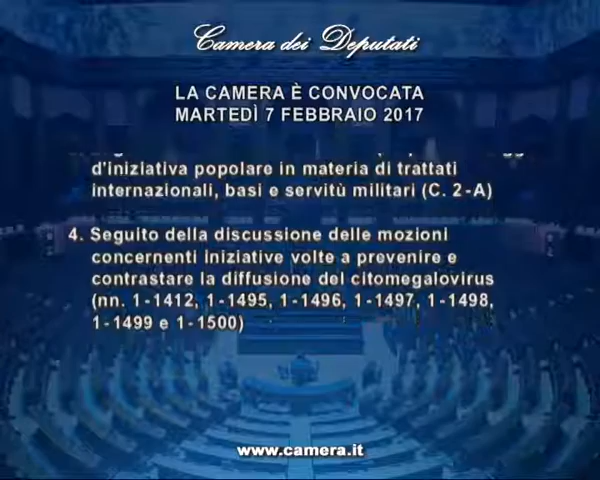 Camera dei Deputati
LA CAMERA È CONVOCATA
MARTEDÌ 7 FEBBRAIO 2017
d'iniziativa popolare in materia di trattati
internazionali, basi e servitù militari (C. 2-A)
4. Seguito della discussione delle mozioni
concernenti iniziative volte a prevenire e
contrastare la diffusione del citomegalovirus
(nn. 1-1412, 1-1495, 1-1496, 1-1497, 1-1498,
1-1499 e 1-1500)
www.camera.it